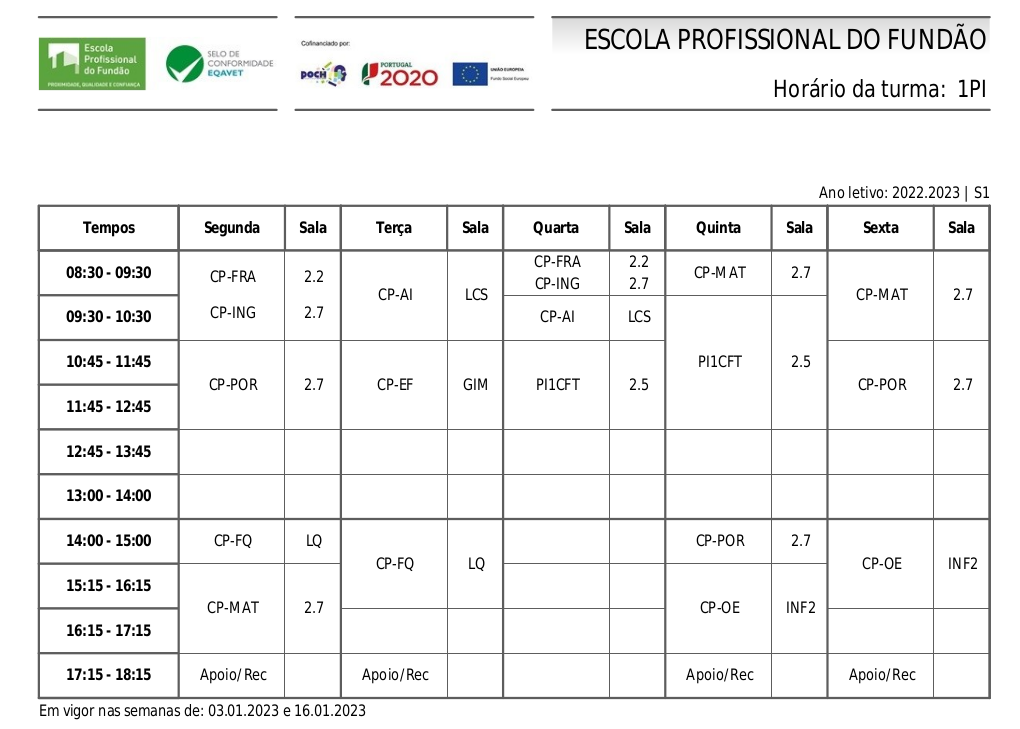 Escola
Profissional
do Fundão
PROXIMIDADE, QUALIDADE E CONFIANÇA
SELO DE
CONFORMIDADE
EQAVET
Cofinanciado por:
POCH
PORTUGAL
2020
UNIÃO EUROPEIA
Fundo Social Europeu
ESCOLA PROFISSIONAL DO FUNDÃO
Horário da turma: 1PI
Ano letivo: 2022.2023 | S1
Tempos Segunda Sala Terça Sala Quarta Sala Quinta Sala Sexta Sala
08:30 - 09:30 CP-FRA 2.2 CP-AI LCS CP-FRA 2.2 CP-MAT 2.7 CP-MAT 2.7
CP-ING 2.7
09:30 - 10:30 CP-ING 2.7 CP-AI LCS
10:45 - 11:45 CP-POR 2.7 CP-EF GIM PI1CFT 2.5 PI1CFT 2.5 CP-POR 2.7
11:45 - 12:45
12:45 - 13:45
13:00 - 14:00
14:00 - 15:00 CP-FQ LQ CP-FQ LQ CP-POR 2.7 CP-OE INF2
15:15 - 16:15 CP-MAT 2.7 CP-OE INF2
16:15 - 17:15
17:15 - 18:15 Apoio/Rec Apoio/Rec Apoio/Rec Apoio/Rec
Em vigor nas semanas de: 03.01.2023 e 16.01.2023